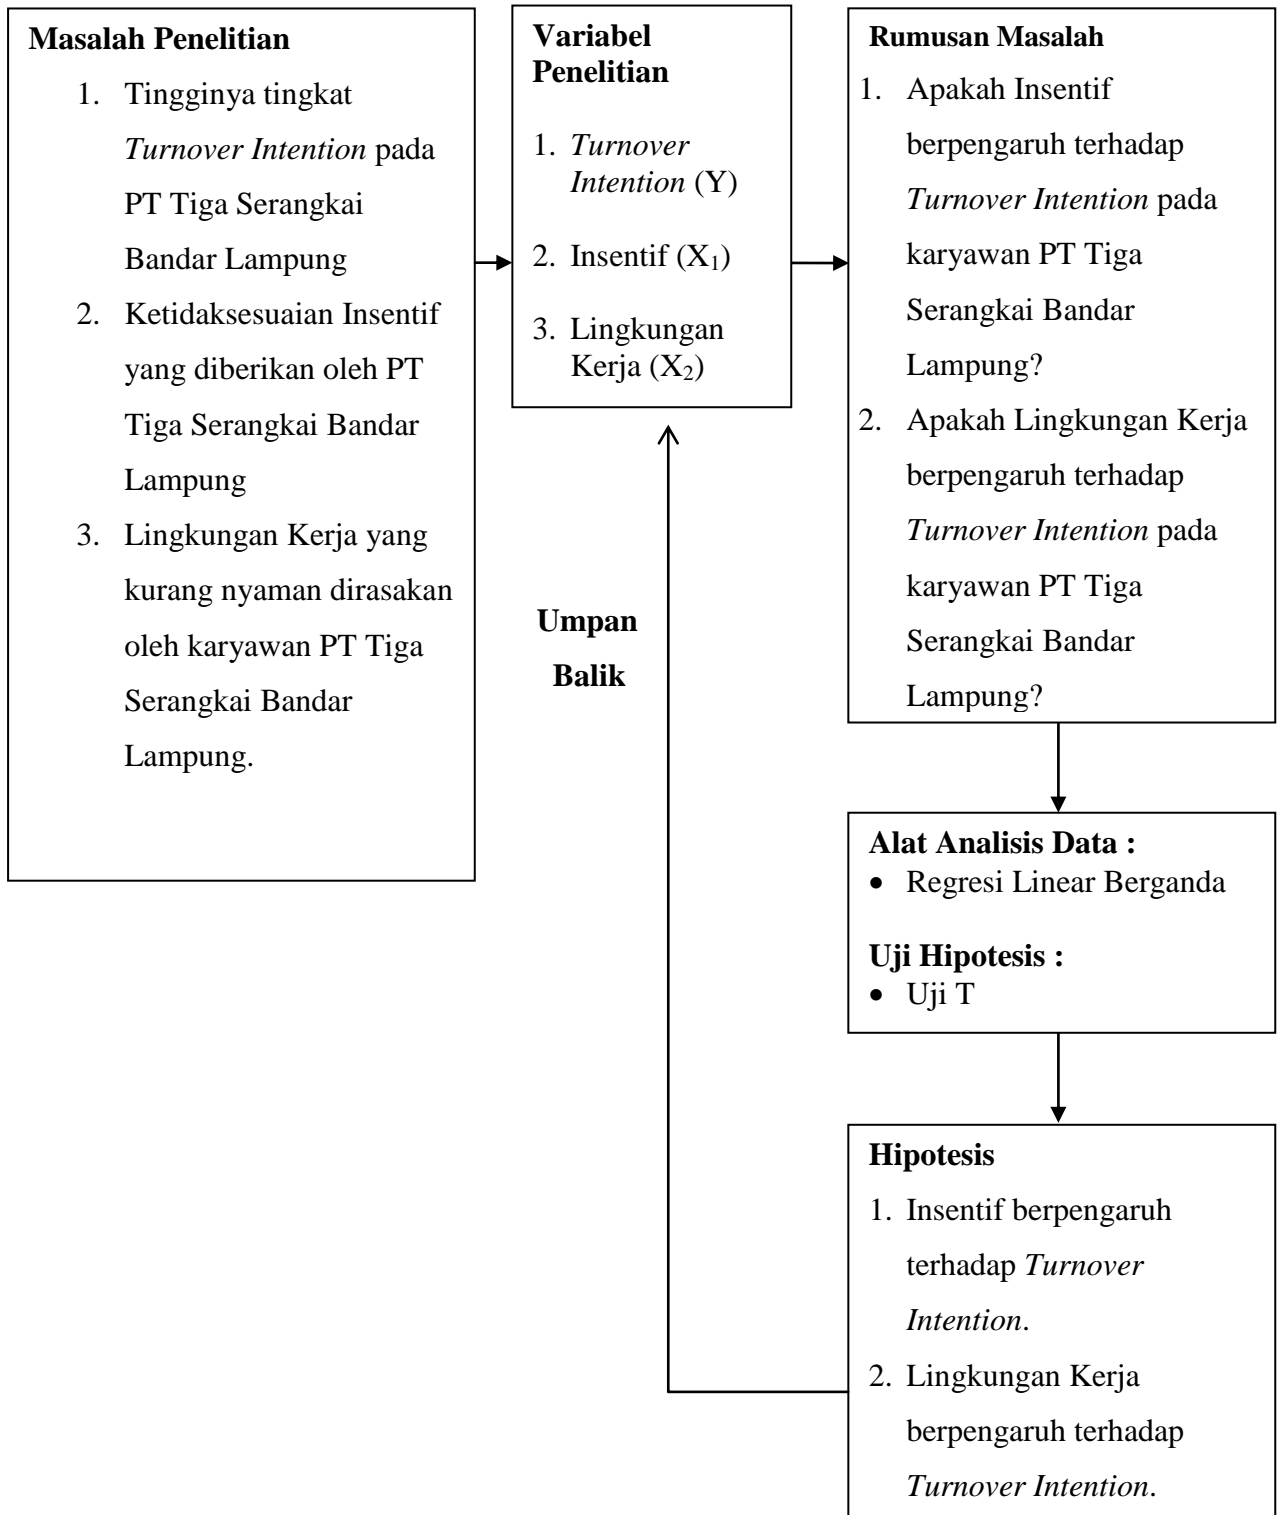 Masalah Penelitian
1. Tingginya tingkat
Turnover Intention pada
PT Tiga Serangkai
Bandar Lampung
2. Ketidaksesuaian Insentif
yang diberikan oleh PT
Tiga Serangkai Bandar
Lampung
3. Lingkungan Kerja yang
kurang nyaman dirasakan
oleh karyawan PT Tiga
Serangkai Bandar
Lampung.
Variabel
Penelitian
1. Turnover
Intention (Y)
2. Insentif (X₁)
3. Lingkungan
Kerja (X₂)
Rumusan Masalah
1. Apakah Insentif
berpengaruh terhadap
Turnover Intention pada
karyawan PT Tiga
Serangkai Bandar
Lampung?
2. Apakah Lingkungan Kerja
berpengaruh terhadap
Turnover Intention pada
karyawan PT Tiga
Serangkai Bandar
Lampung?
Umpan
Balik
Alat Analisis Data :
• Regresi Linear Berganda
Uji Hipotesis :
• Uji T
Hipotesis
1. Insentif berpengaruh
terhadap Turnover
Intention.
2. Lingkungan Kerja
berpengaruh terhadap
Turnover Intention.